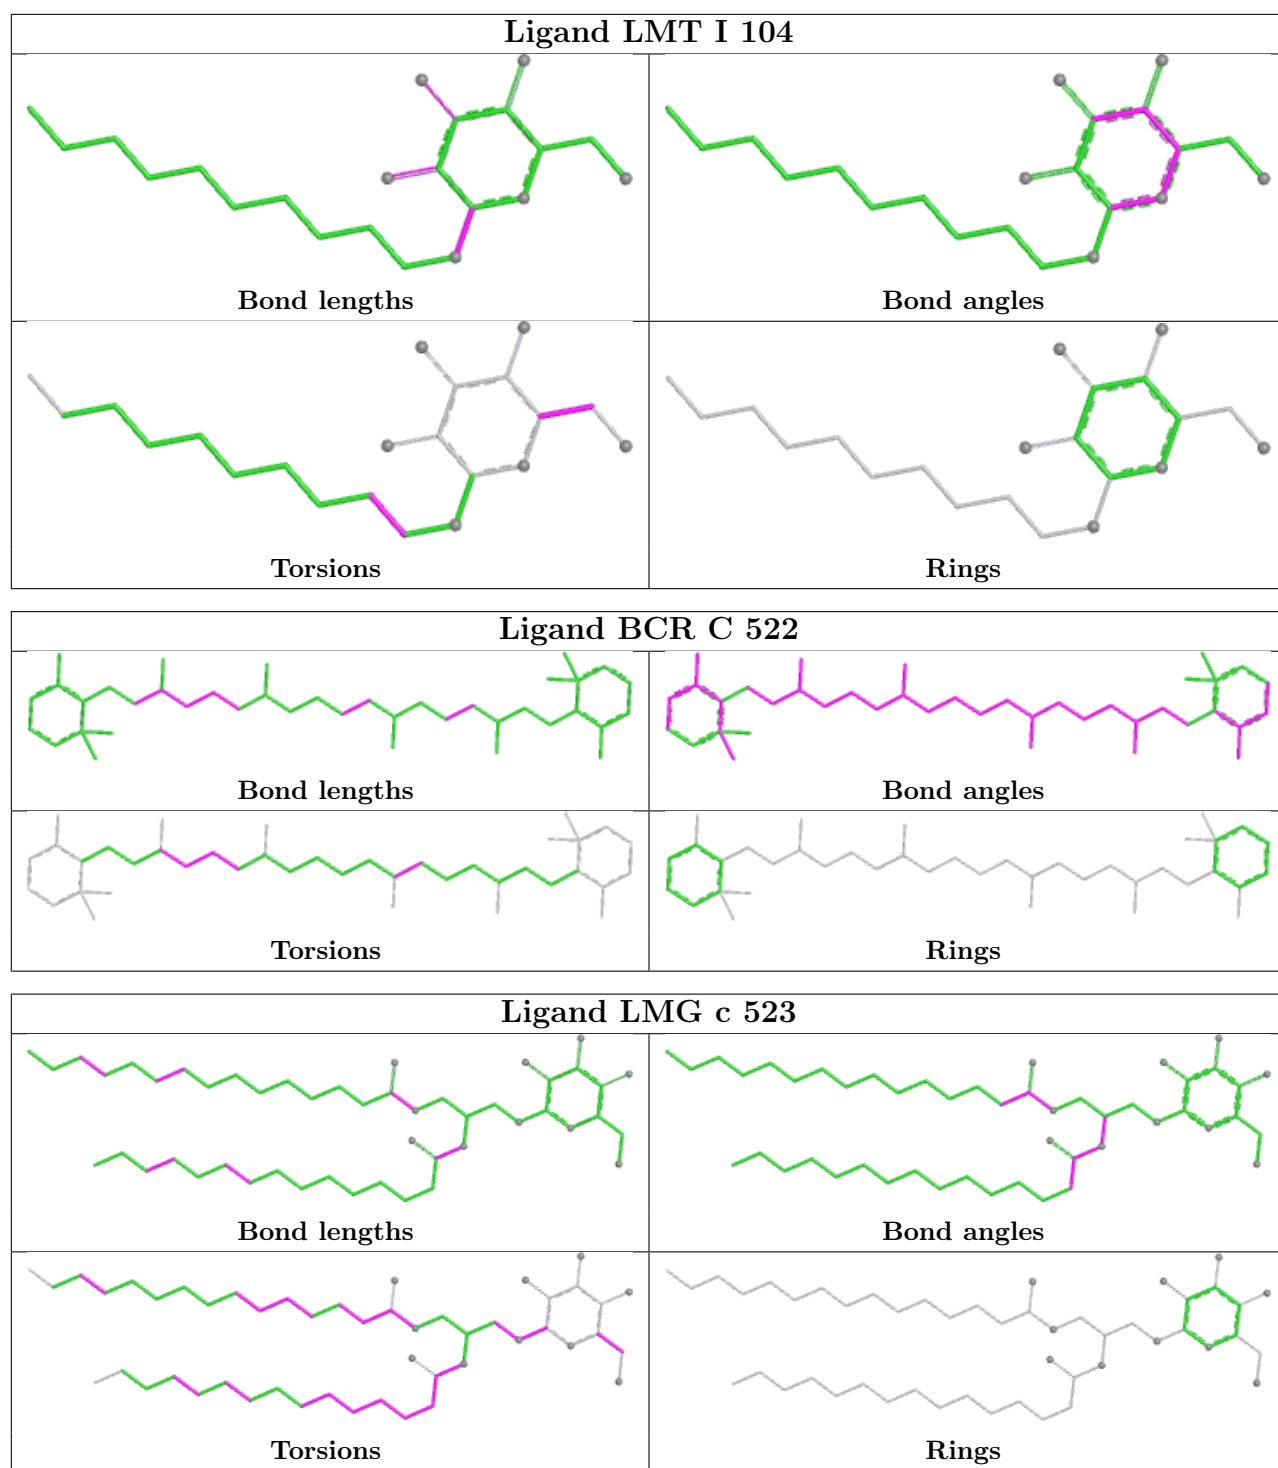 Ligand LMT I 104
Bond lengths
Bond angles
Torsions
Rings
Ligand BCR C 522
Bond lengths
Bond angles
Torsions
Rings
Ligand LMG c 523
Bond lengths
Bond angles
Torsions
Rings